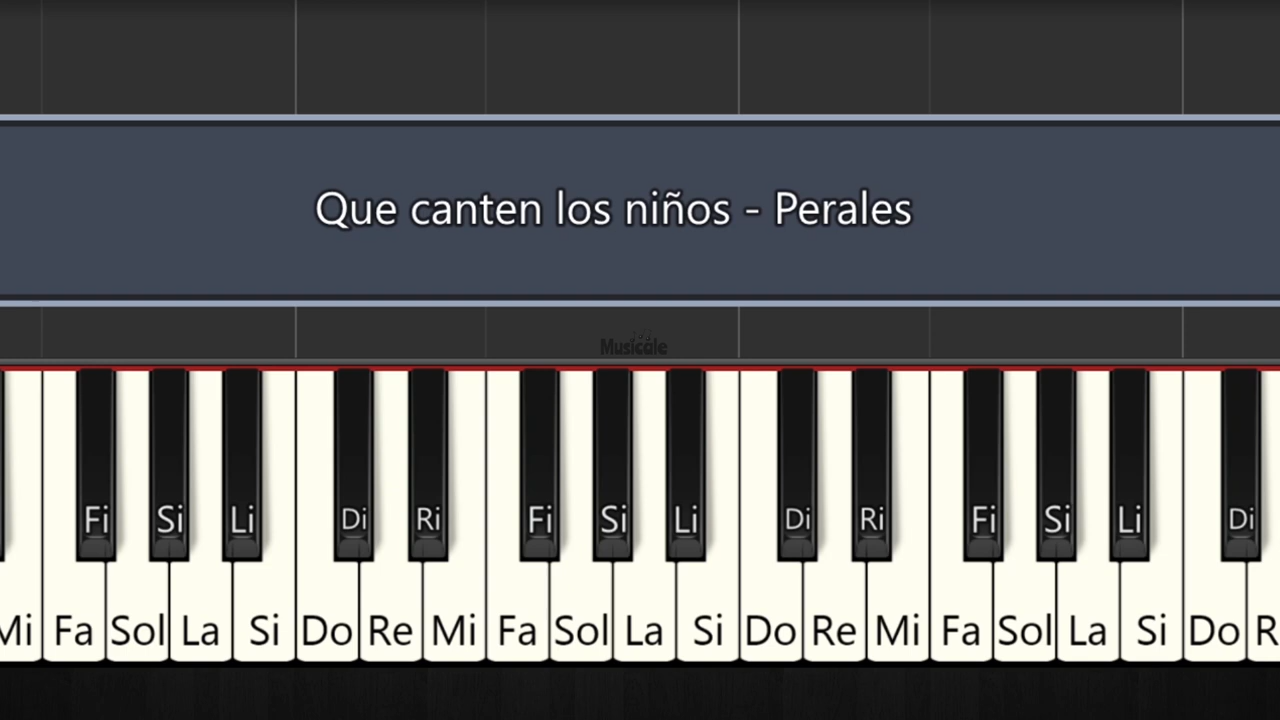 Que canten los niños - Perales
Musicale
Fi Si Li Di Ri Fi Si Li Di Ri Fi Si Li Di
Mi Fa Sol La Si Do Re Mi Fa Sol La Si Do Re Mi Fa Sol La Si Do R